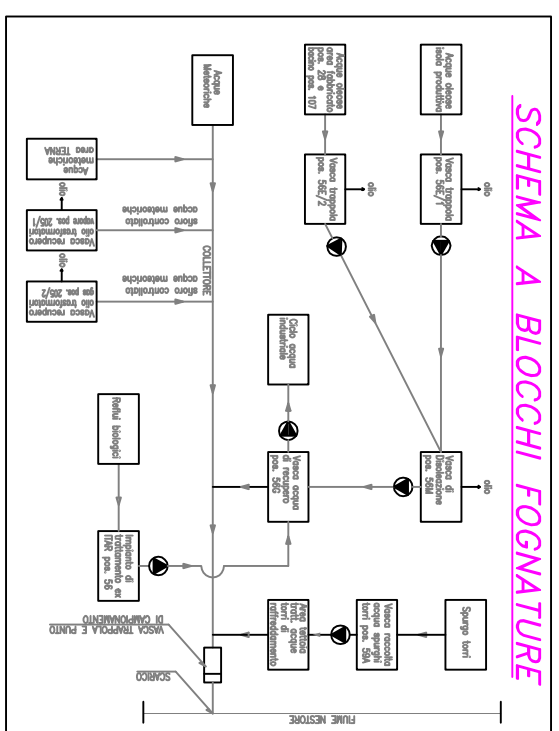 SCHEMA A BLOCCHI FOGNATURE
Acque oleose
isola produttiva
Vasca trappola
pos. 56E/1
olio
Vasca di
Disoleazione
pos. 56M
olio
Spurgo torri
Acque oleose
area fabbricato
pos. 28 e
bacino pos. 107
Vasca trappola
pos. 56E/2
olio
Vasca raccolta
acqua spurghi
torri pos. 59A
Ciclo acqua
industriale
Vasca acqua
di recupero
pos. 56G
Area tettoia
tratt. acque
torri di
raffreddamento
Acque
Meteoriche
COLLETTORE
Acque
meteoriche
area TERNA
sfioro controllato
acque meteoriche
sfioro controllato
acque meteoriche
olio
Vasca recupero
olio trasformatori
vapore pos. 205/1
olio
Vasca recupero
olio trasformatori
gas pos. 205/2
Reflui biologici
Impianto di
trattamento ex
ITAR pos. 56
VASCA TRAPPOLA E PUNTO
DI CAMPIONAMENTO
SCARICO
FIUME NESTORE